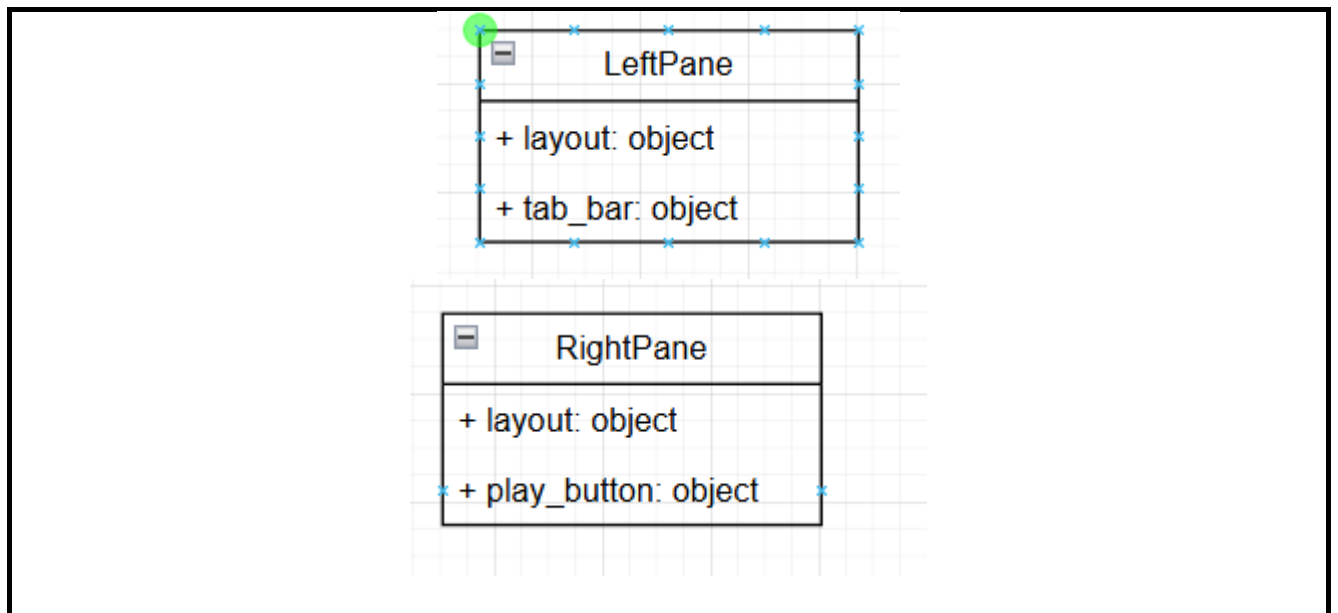 LeftPane
+ layout: object
+ tab_bar: object
RightPane
+ layout: object
+ play_button: object